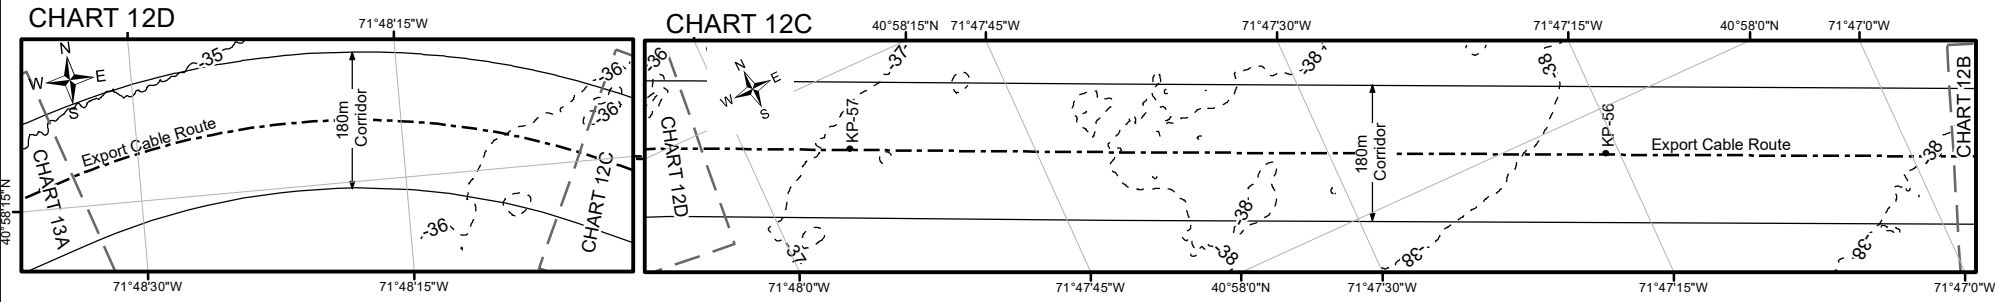 CHART 12D
71°48'15"W
N
W
E
S
-35
Export Cable Route
180m
Corridor
-36
-36
-36
CHART 13A
CHART 12C
40°58'15"N
71°48'30"W
71°48'15"W
CHART 12C
40°58'15"N
71°47'45"W
71°47'30"W
71°47'15"W
40°58'0"N
71°47'0"W
-36
-37
-38
-38
N
W
E
S
KP-57
KP-56
180m
Corridor
Export Cable Route
CHART 12D
CHART 12B
-37
-38
-38
-38
-38
-38
71°48'0"W
71°47'45"W
40°58'0"N
71°47'30"W
71°47'15"W
71°47'0"W